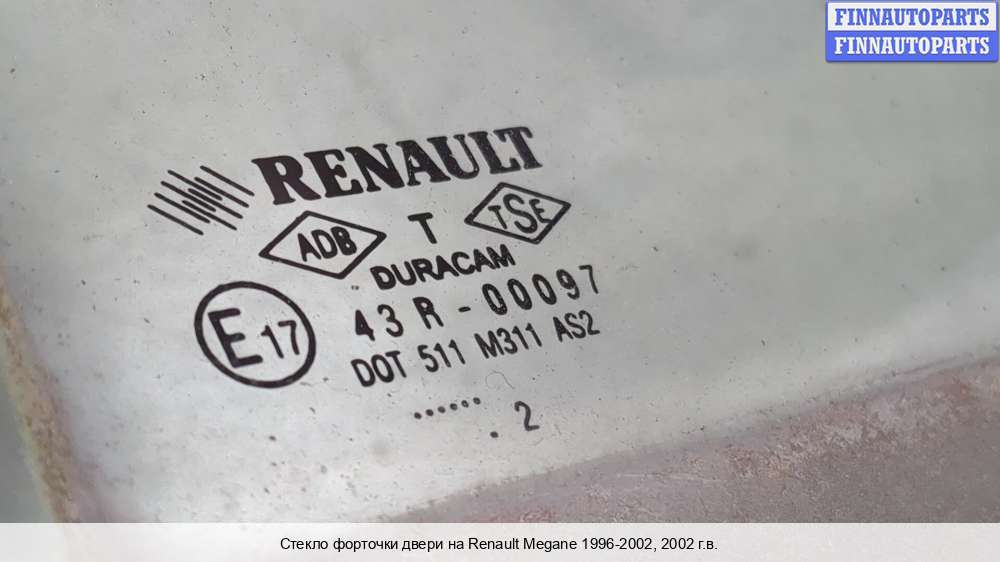 FINNAUTOPARTS
FINNAUTOPARTS
RENAULT
ADB T TSE
DURACAM
E17 43R-00097
DOT 511 M311 AS2
......
. 2
Стекло форточки двери на Renault Megane 1996-2002, 2002 г.в.